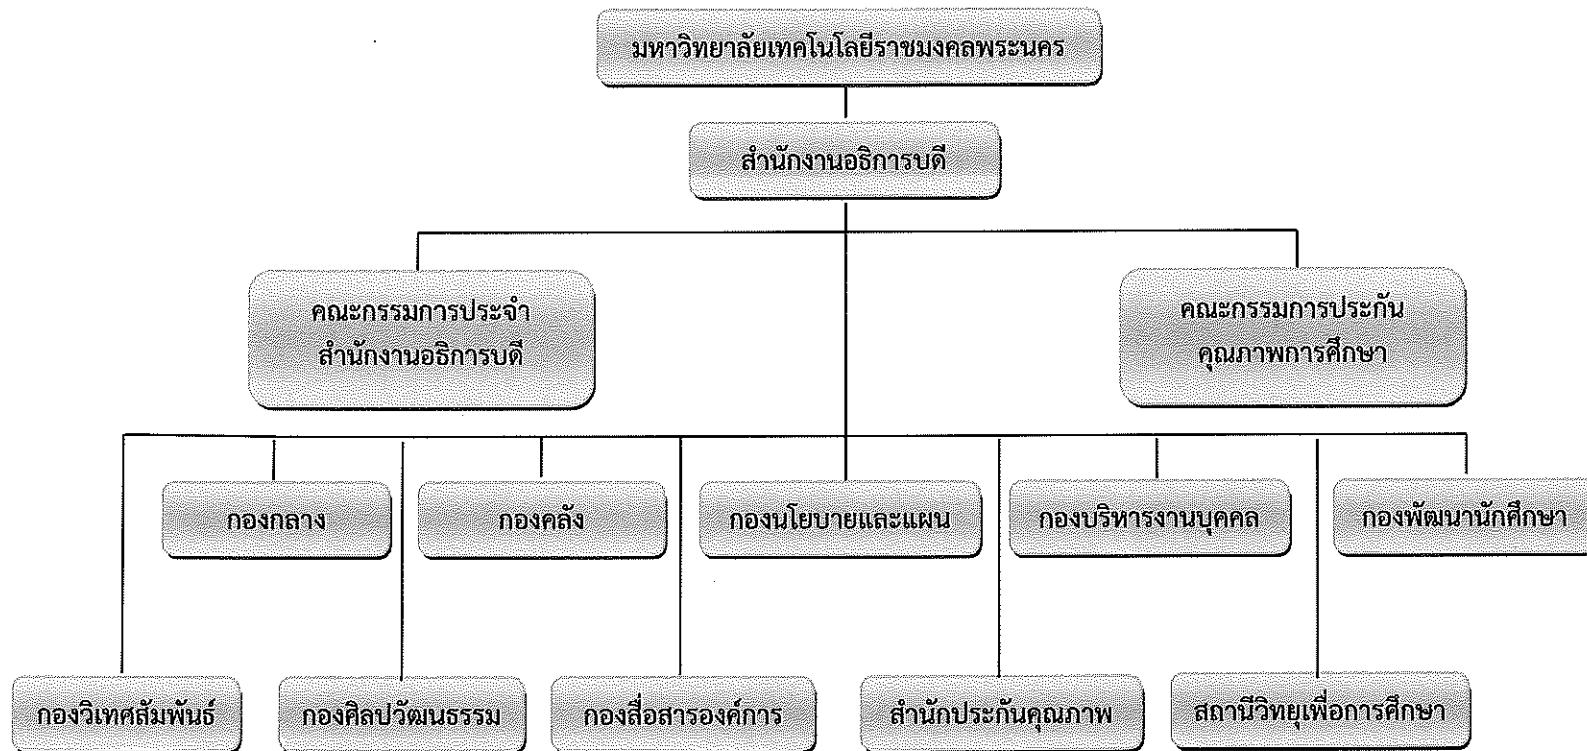 มหาวิทยาลัยเทคโนโลยีราชมงคลพระนคร
สำนักงานอธิการบดี
คณะกรรมการประจำ
สำนักงานอธิการบดี
คณะกรรมการประกัน
คุณภาพการศึกษา
กองกลาง
กองคลัง
กองนโยบายและแผน
กองบริหารงานบุคคล
กองพัฒนานักศึกษา
กองวิเทศสัมพันธ์
กองศิลปวัฒนธรรม
กองสื่อสารองค์การ
สำนักประกันคุณภาพ
สถานีวิทยุเพื่อการศึกษา